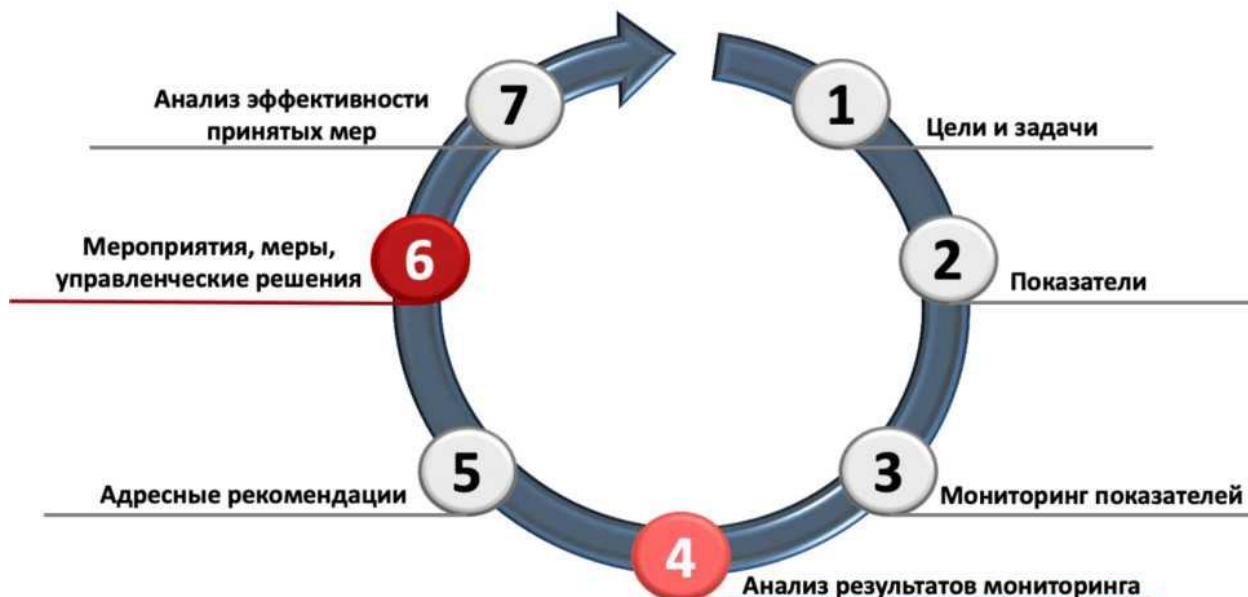 1
Цели и задачи
2
Показатели
3
Мониторинг показателей
4
Анализ результатов мониторинга
5
Адресные рекомендации
6
Мероприятия, меры,
управленческие решения
7
Анализ эффективности
принятых мер